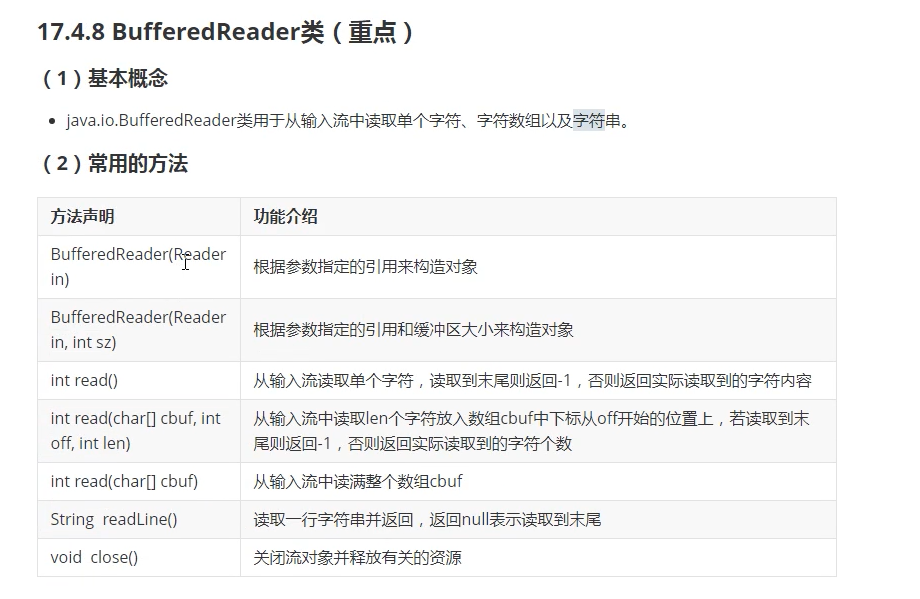 17.4.8 BufferedReader类（重点）
（1）基本概念
• java.io.BufferedReader类用于从输入流中读取单个字符、字符数组以及字符串。
（2）常用的方法
方法声明 功能介绍
BufferedReader(Reader
in)
根据参数指定的引用来构造对象
BufferedReader(Reader
in, int sz)
根据参数指定的引用和缓冲区大小来构造对象
int read() 从输入流读取单个字符，读取到末尾则返回-1，否则返回实际读取到的字符内容
int read(char[] cbuf, int
off, int len)
从输入流中读取len个字符放入数组cbuf中下标从off开始的位置上，若读取到末
尾则返回-1，否则返回实际读取到的字符个数
int read(char[] cbuf) 从输入流中读满整个数组cbuf
String readLine() 读取一行字符串并返回，返回null表示读取到末尾
void close() 关闭流对象并释放有关的资源